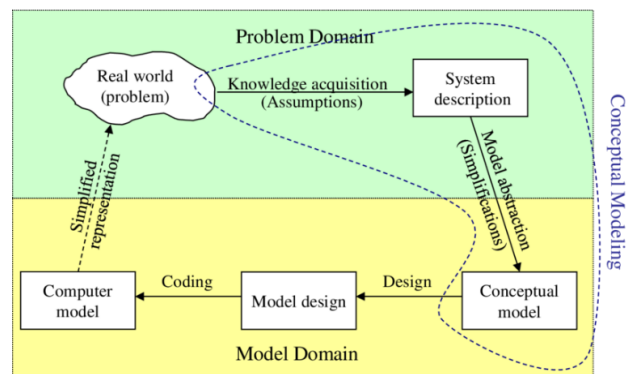 Problem Domain
Real world
(problem)
Knowledge acquisition
(Assumptions)
System
description
Model abstraction
(Simplifications)
Conceptual Modeling
Simplified
representation
Computer
model
Coding
Model design
Design
Conceptual
model
Model Domain